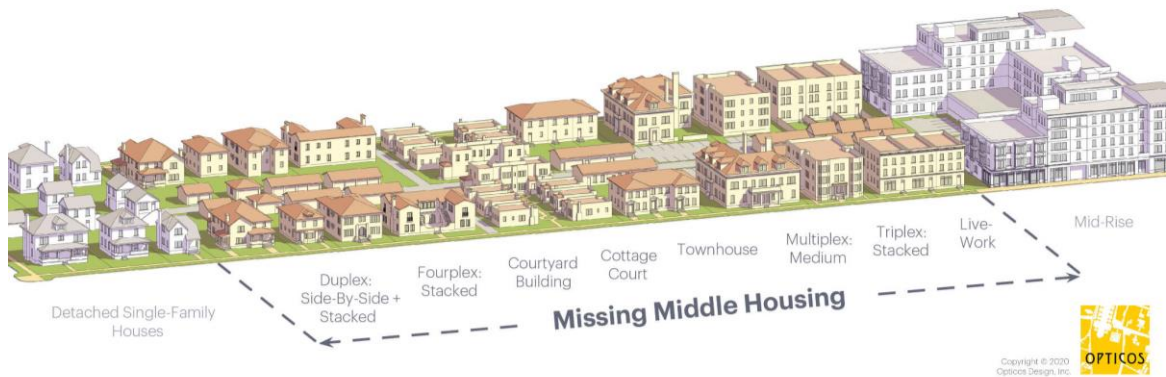 Detached Single-Family
Houses
Duplex:
Side-By-Side +
Stacked
Fourplex:
Stacked
Courtyard
Building
Cottage
Court
Townhouse
Multiplex:
Medium
Triplex:
Stacked
Live-
Work
Mid-Rise
Missing Middle Housing
Copyright © 2020
Opticos Design, Inc.
OPTICOS